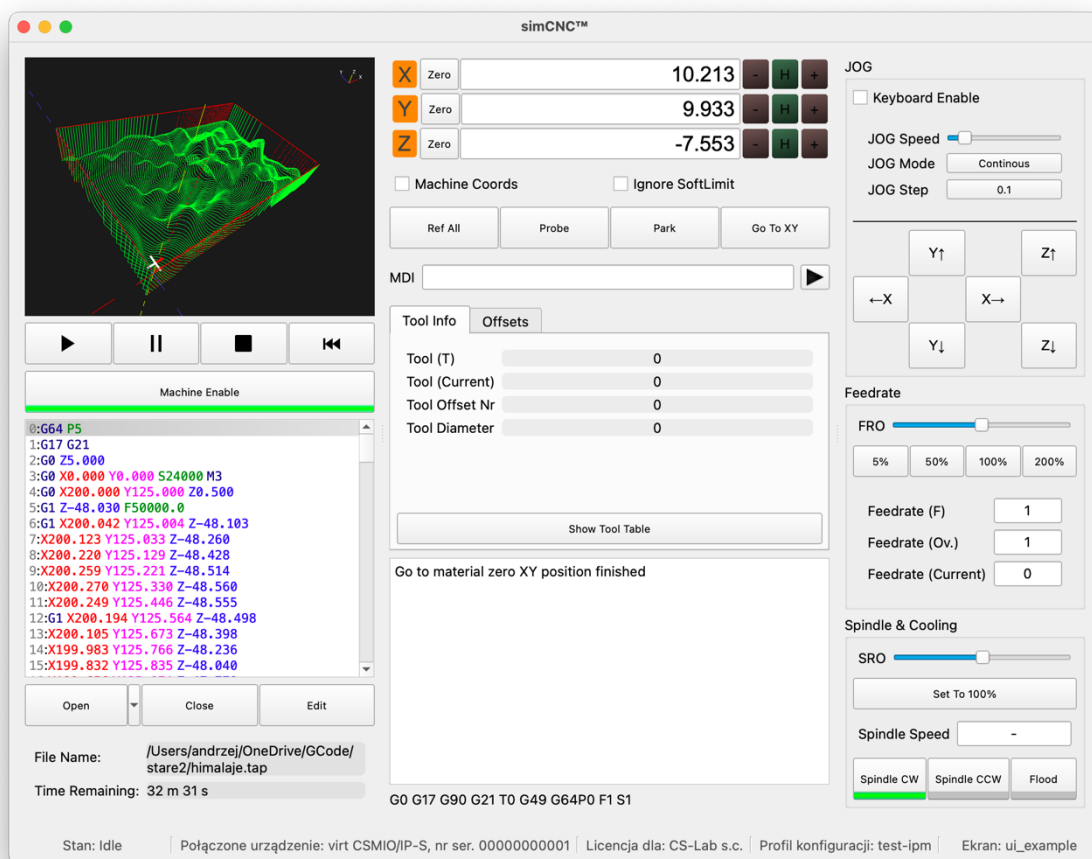 simCNC™
X Zero 10.213 - H +
Y Zero 9.933 - H +
Z Zero -7.553 - H +
Machine Coords Ignore SoftLimit
Ref All Probe Park Go To XY
MDI
Tool Info Offsets
Tool (T) 0
Tool (Current) 0
Tool Offset Nr 0
Tool Diameter 0
Show Tool Table
Go to material zero XY position finished
G0 G17 G90 G21 T0 G49 G64P0 F1 S1
Machine Enable
0:G64 P5
1:G17 G21
2:G0 Z5.000
3:G0 X0.000 Y0.000 S24000 M3
4:G0 X200.000 Y125.000 Z0.500
5:G1 Z-48.030 F50000.0
6:G1 X200.042 Y125.004 Z-48.103
7:X200.123 Y125.033 Z-48.260
8:X200.220 Y125.129 Z-48.428
9:X200.259 Y125.221 Z-48.514
10:X200.270 Y125.330 Z-48.560
11:X200.249 Y125.446 Z-48.555
12:G1 X200.194 Y125.564 Z-48.498
13:X200.105 Y125.673 Z-48.398
14:X199.983 Y125.766 Z-48.236
15:X199.832 Y125.835 Z-48.040
Open Close Edit
File Name: /Users/andrzej/OneDrive/GCode/
stare2/himalaje.tap
Time Remaining: 32 m 31 s
JOG
Keyboard Enable
JOG Speed
JOG Mode Continous
JOG Step 0.1
Y↑ Z↑
←X X→
Y↓ Z↓
Feedrate
FRO
5% 50% 100% 200%
Feedrate (F) 1
Feedrate (Ov.) 1
Feedrate (Current) 0
Spindle & Cooling
SRO
Set To 100%
Spindle Speed -
Spindle CW Spindle CCW Flood
Stan: Idle Połączone urządzenie: virt CSMIO/IP-S, nr ser. 00000000001 Licencja dla: CS-Lab s.c. Profil konfiguracji: test-ipm Ekran: ui_example